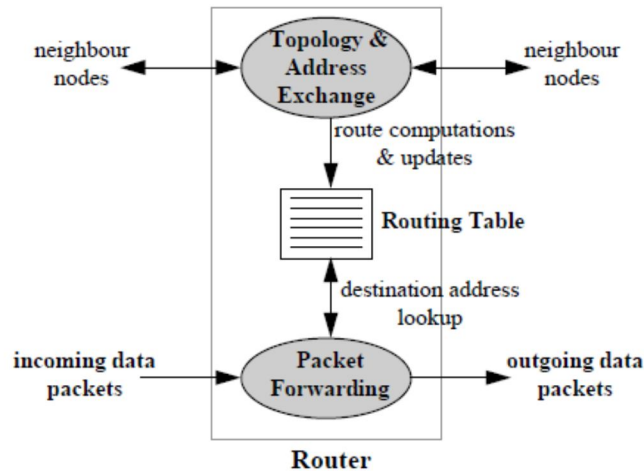 neighbour
nodes
Topology &
Address
Exchange
neighbour
nodes
route computations
& updates
Routing Table
destination address
lookup
incoming data
packets
Packet
Forwarding
outgoing data
packets
Router